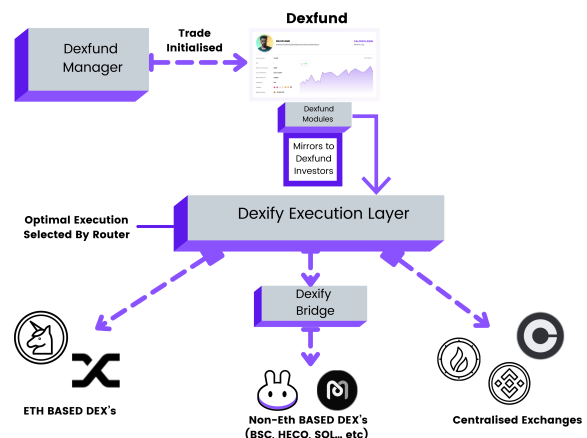 Dexfund
Trade
Initialised
Dexfund
Manager
Dexfund
Modules
Mirrors to
Dexfund
Investors
Dexify Execution Layer
Optimal Execution
Selected By Router
Dexify
Bridge
ETH BASED DEX's
Non-Eth BASED DEX's
(BSC, HECO, SOL... etc)
Centralised Exchanges